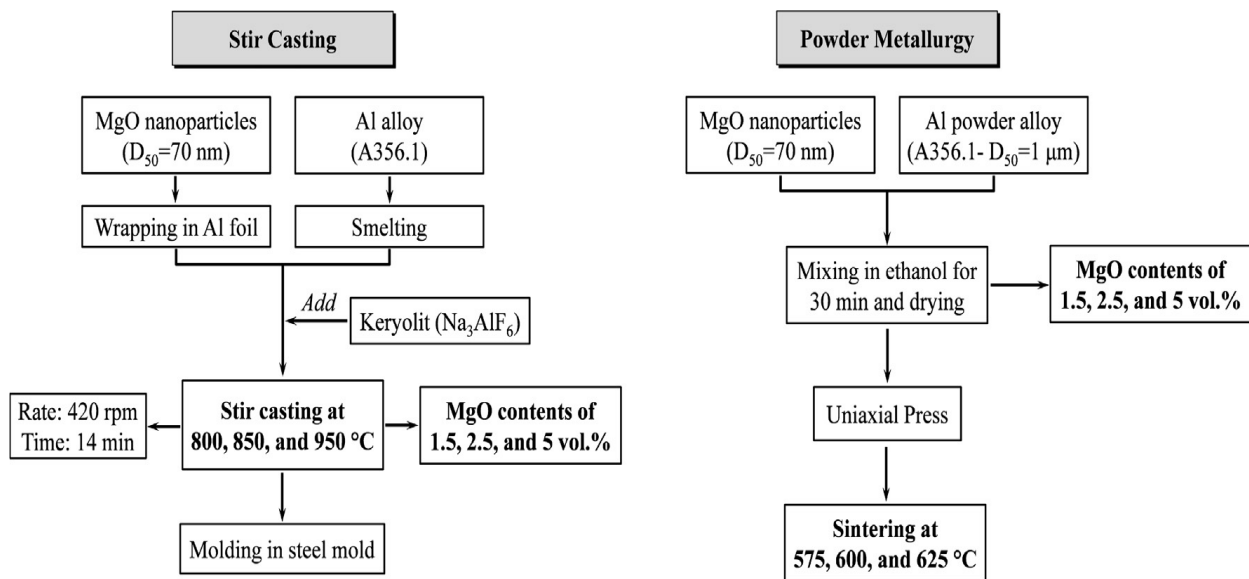 Stir Casting
MgO nanoparticles
(D₅₀=70 nm)
Al alloy
(A356.1)
Wrapping in Al foil
Smelting
Add
Keryolit (Na₃AlF₆)
Rate: 420 rpm
Time: 14 min
Stir casting at
800, 850, and 950 °C
MgO contents of
1.5, 2.5, and 5 vol.%
Molding in steel mold
Powder Metallurgy
MgO nanoparticles
(D₅₀=70 nm)
Al powder alloy
(A356.1- D₅₀=1 μm)
Mixing in ethanol for
30 min and drying
MgO contents of
1.5, 2.5, and 5 vol.%
Uniaxial Press
Sintering at
575, 600, and 625 °C